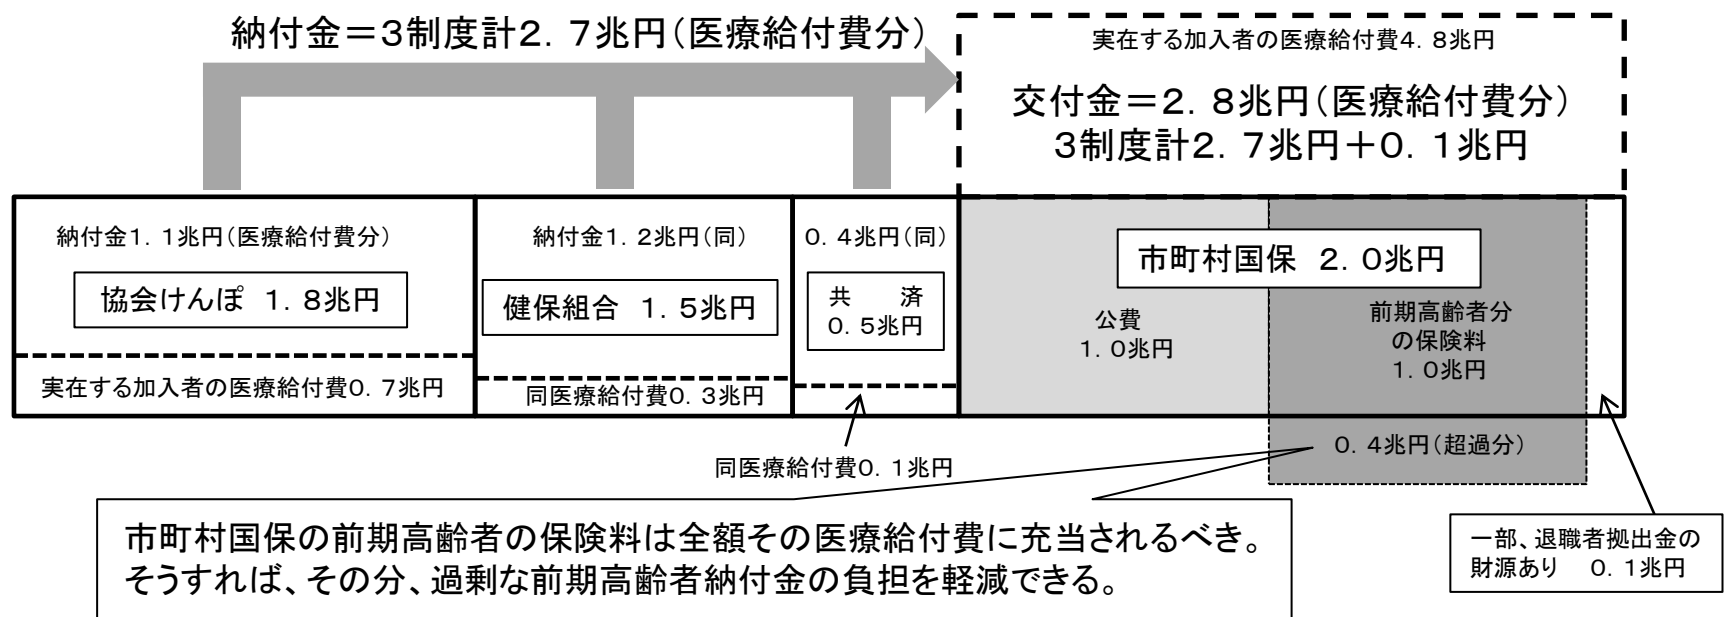 納付金＝３制度計２．７兆円（医療給付費分）
実在する加入者の医療給付費４．８兆円
交付金＝２．８兆円（医療給付費分）
３制度計２．７兆円＋０．１兆円
納付金１．１兆円（医療給付費分）
協会けんぽ　１．８兆円
実在する加入者の医療給付費０．７兆円
納付金１．２兆円（同）
健保組合　１．５兆円
同医療給付費０．３兆円
０．４兆円（同）
共　　済
０．５兆円
同医療給付費０．１兆円
市町村国保　２．０兆円
公費
１．０兆円
前期高齢者分
の保険料
１．０兆円
０．４兆円（超過分）
市町村国保の前期高齢者の保険料は全額その医療給付費に充当されるべき。
そうすれば、その分、過剰な前期高齢者納付金の負担を軽減できる。
一部、退職者拠出金の
財源あり　０．１兆円